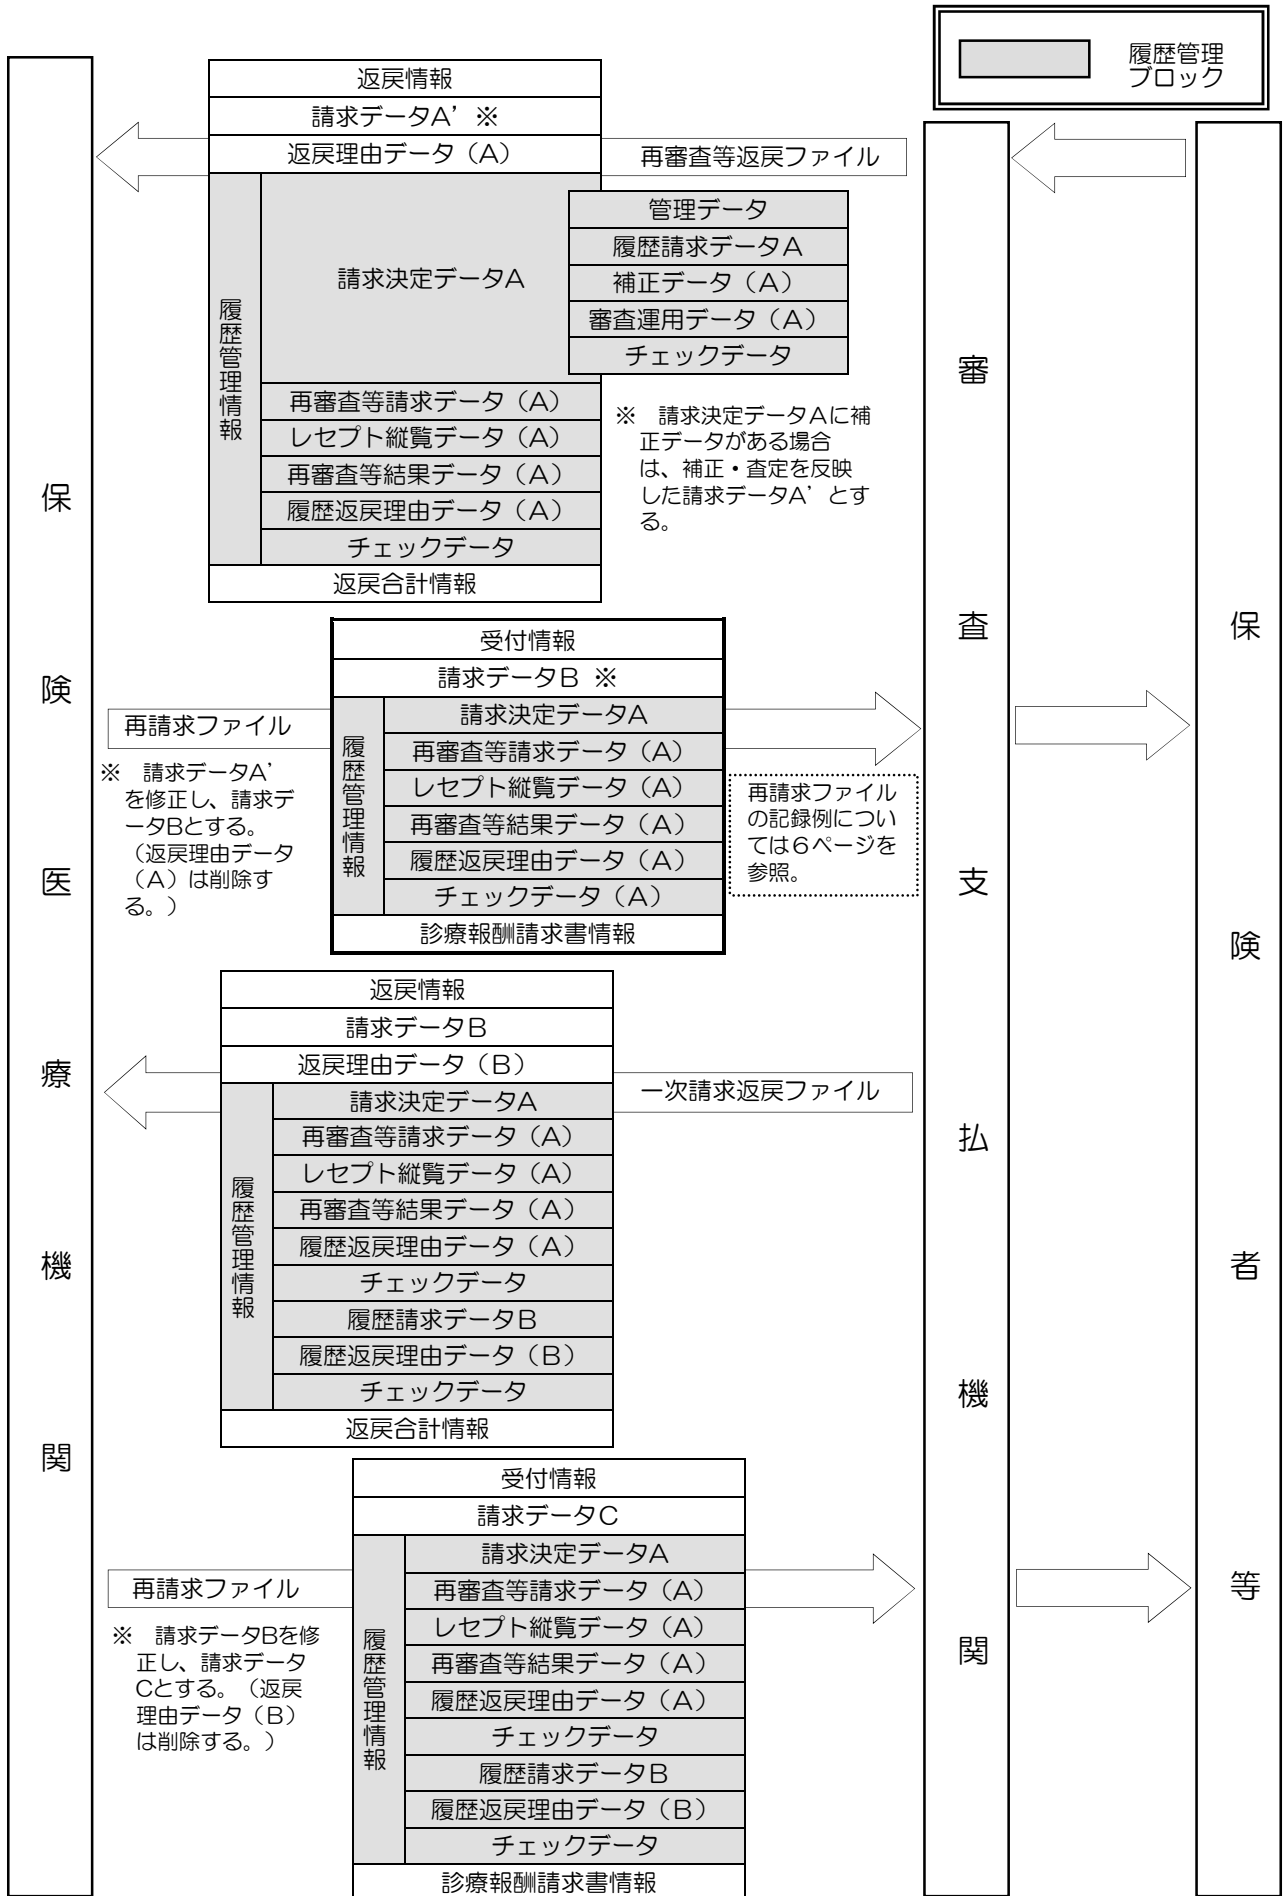 履歴管理
ブロック
保険医療機関
審査支払機関
保険者等
返戻情報
請求データA’ ※
返戻理由データ（A）
再審査等返戻ファイル
履歴管理情報
請求決定データA
管理データ
履歴請求データA
補正データ（A）
審査運用データ（A）
チェックデータ
再審査等請求データ（A）
レセプト縦覧データ（A）
再審査等結果データ（A）
履歴返戻理由データ（A）
チェックデータ
返戻合計情報
※　請求決定データAに補
正データがある場合
は、補正・査定を反映
した請求データA’とす
る。
受付情報
請求データB ※
再請求ファイル
履歴管理情報
請求決定データA
再審査等請求データ（A）
レセプト縦覧データ（A）
再審査等結果データ（A）
履歴返戻理由データ（A）
チェックデータ（A）
診療報酬請求書情報
※　請求データA’
を修正し、請求デ
ータBとする。
（返戻理由データ
（A）は削除す
る。）
再請求ファイル
の記録例につい
ては６ページを
参照。
返戻情報
請求データB
返戻理由データ（B）
一次請求返戻ファイル
履歴管理情報
請求決定データA
再審査等請求データ（A）
レセプト縦覧データ（A）
再審査等結果データ（A）
履歴返戻理由データ（A）
チェックデータ
履歴請求データB
履歴返戻理由データ（B）
チェックデータ
返戻合計情報
受付情報
請求データC
再請求ファイル
履歴管理情報
請求決定データA
再審査等請求データ（A）
レセプト縦覧データ（A）
再審査等結果データ（A）
履歴返戻理由データ（A）
チェックデータ
履歴請求データB
履歴返戻理由データ（B）
チェックデータ
診療報酬請求書情報
※　請求データBを修
正し、請求データ
Cとする。（返戻
理由データ（B）
は削除する。）